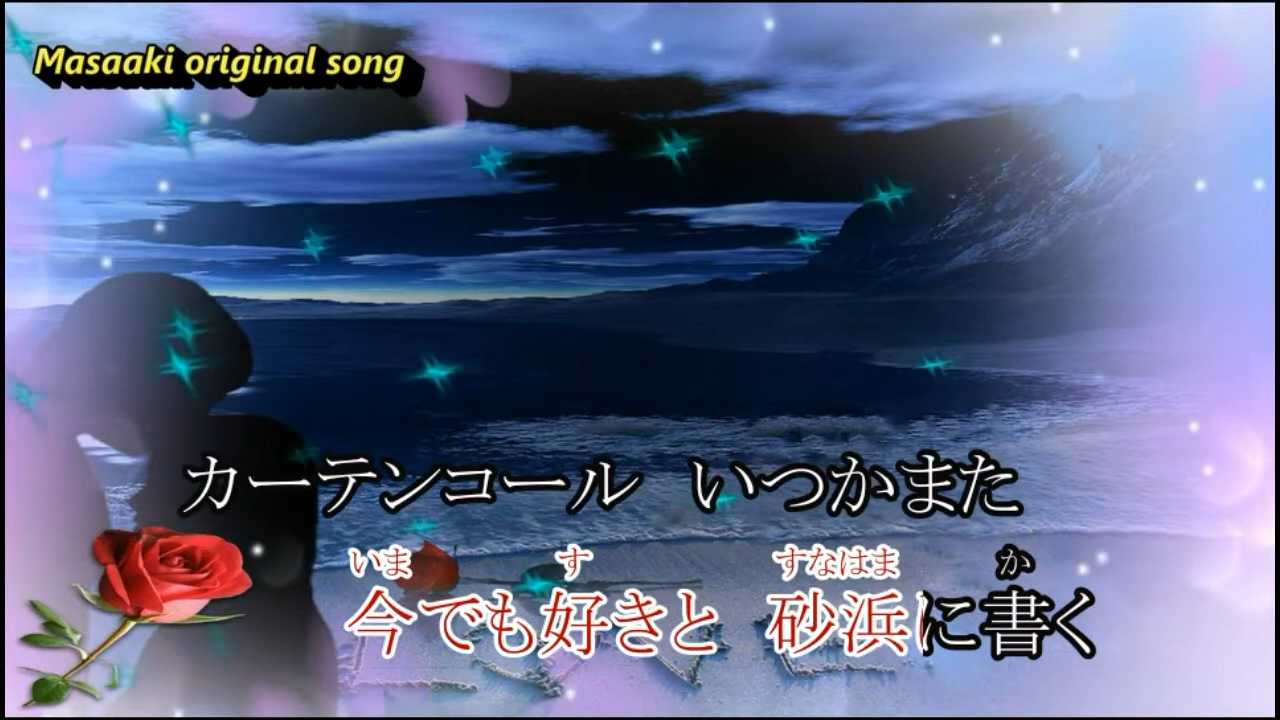 Masaaki original song
カーテンコール　いつかまた
いま す すなはま か
今でも好きと 砂浜に書く